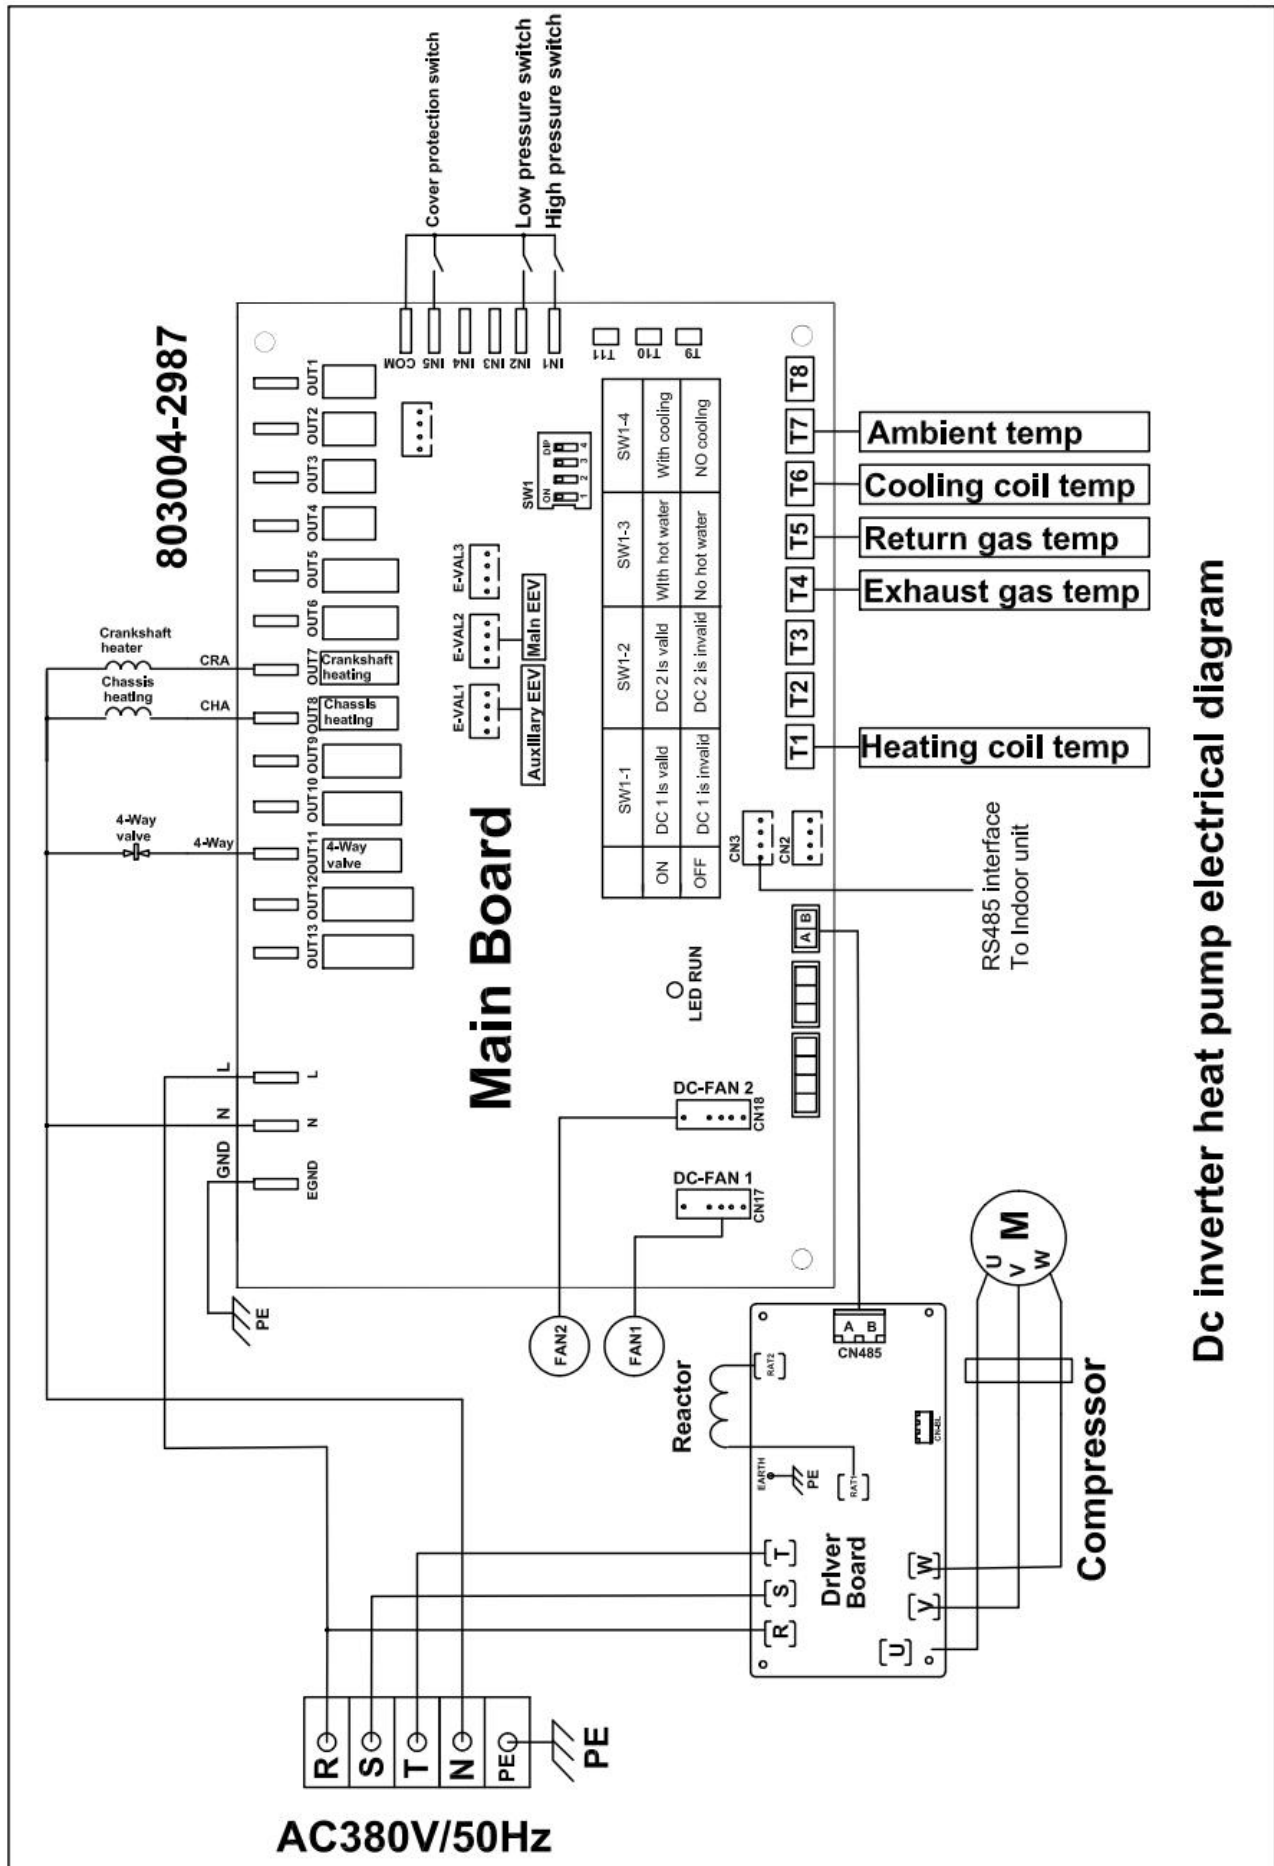 803004-2987
Crankshaft
heater
CRA
Chassis
heating
CHA
4-Way
valve
4-Way
L
N
GND
PE
OUT1
OUT2
OUT3
OUT4
OUT5
OUT6
OUT7
Crankshaft
heating
OUT8
Chassis
heating
OUT9
OUT10
OUT11
4-Way
valve
OUT12
OUT13
L
N
EGND
Cover protection switch
Low pressure switch
High pressure switch
COM
IN5
IN4
IN3
IN2
IN1
T11
T10
T9
SW1
ON
DIP
1
2
3
4
E-VAL1
E-VAL2
E-VAL3
Auxiliary EEV
Main EEV
Main Board
SW1-1
SW1-2
SW1-3
SW1-4
ON
DC 1 Is valid
DC 2 Is valid
With hot water
With cooling
OFF
DC 1 is invalid
DC 2 is invalid
No hot water
NO cooling
LED RUN
DC-FAN 2
CN18
DC-FAN 1
CN17
A B
CN3
CN2
T1
T2
T3
T4
T5
T6
T7
T8
Heating coil temp
Exhaust gas temp
Return gas temp
Cooling coil temp
Ambient temp
RS485 interface
To Indoor unit
FAN2
FAN1
Reactor
RAT2
RAT1
EARTH
PE
A B
CN485
CN-BL
Driver
Board
R
S
T
U
V
W
M
U
V
W
Compressor
R
S
T
N
PE
PE
AC380V/50Hz
Dc inverter heat pump electrical diagram